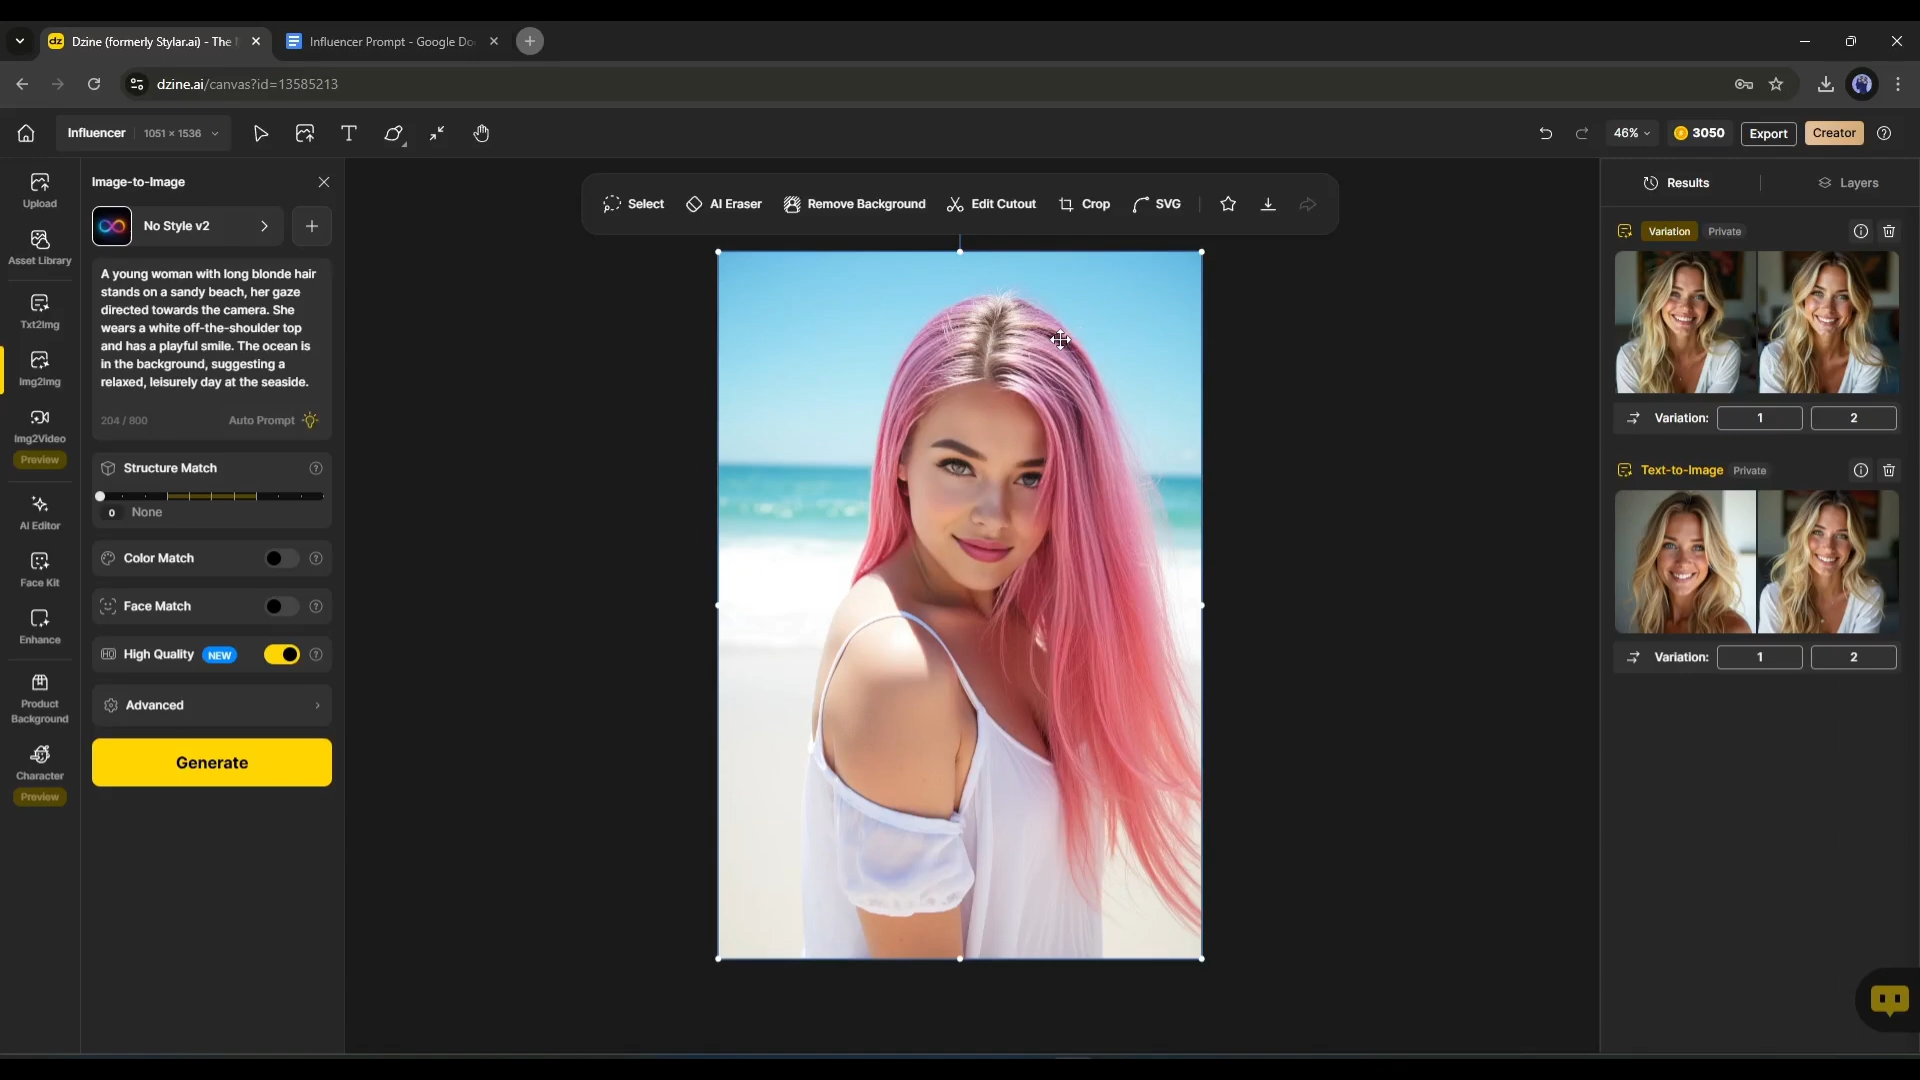 Dzine (formerly Stylar.ai) - The
Influencer Prompt - Google Do
dzine.ai/canvas?id=13585213
Influencer
1051 × 1536
46%
3050
Export
Creator
Upload
Asset Library
Txt2Img
Img2Img
Img2Video
Preview
AI Editor
Face Kit
Enhance
Product
Background
Character
Preview
Image-to-Image
No Style v2
A young woman with long blonde hair
stands on a sandy beach, her gaze
directed towards the camera. She
wears a white off-the-shoulder top
and has a playful smile. The ocean is
in the background, suggesting a
relaxed, leisurely day at the seaside.
204 / 800
Auto Prompt
Structure Match
0 None
Color Match
Face Match
HQ High Quality NEW
Advanced
Generate
Select
AI Eraser
Remove Background
Edit Cutout
Crop
SVG
Results
Layers
Variation Private
Variation: 1 2
Text-to-Image Private
Variation: 1 2